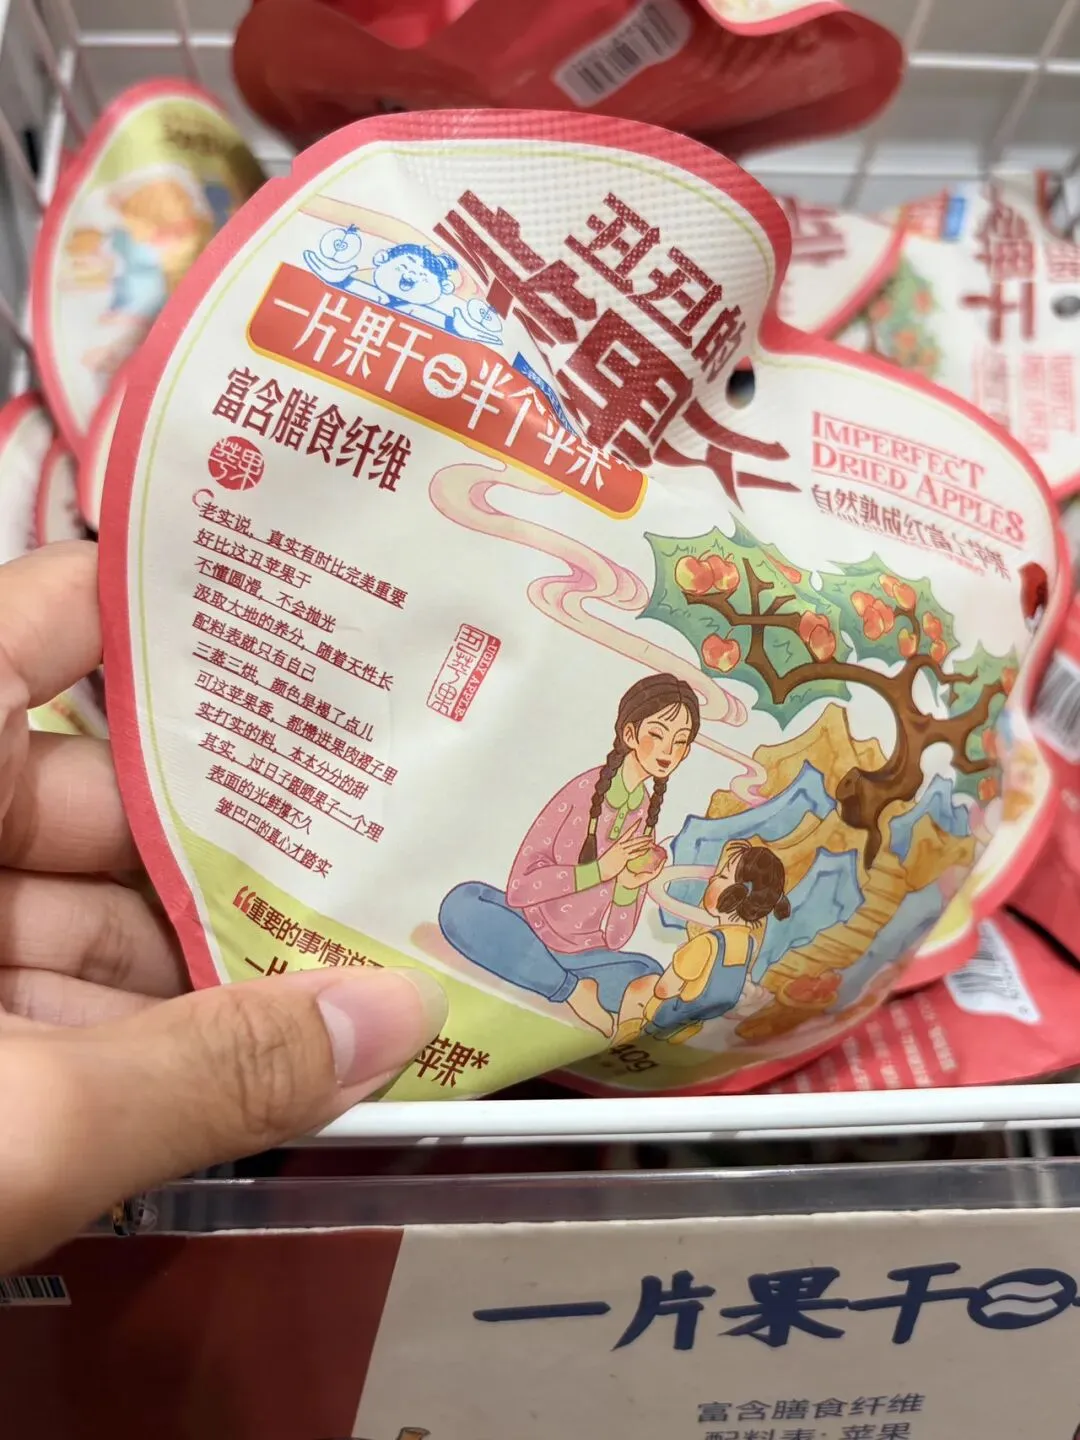 丑丑的
苹果干
一片果干≈半个苹果
富含膳食纤维
苹果
IMPERFECT
DRIED APPLES
老实说，真实有时比完美重要
好比这丑苹果干
不懂圆滑，不会抛光
汲取大地的养分，随着天性长
配料表就只有自己
三蒸三烘，颜色是褐了点儿
可这苹果香，都攒进果肉褶子里
实打实的料，本本分分的甜
其实，过日子跟晒果子一个理
表面的光鲜撑不久
皱巴巴的真心才踏实
UGLY APPLE
“重要的事情说
苹果*
40g
一片果干≈
富含膳食纤维
配料表：苹果